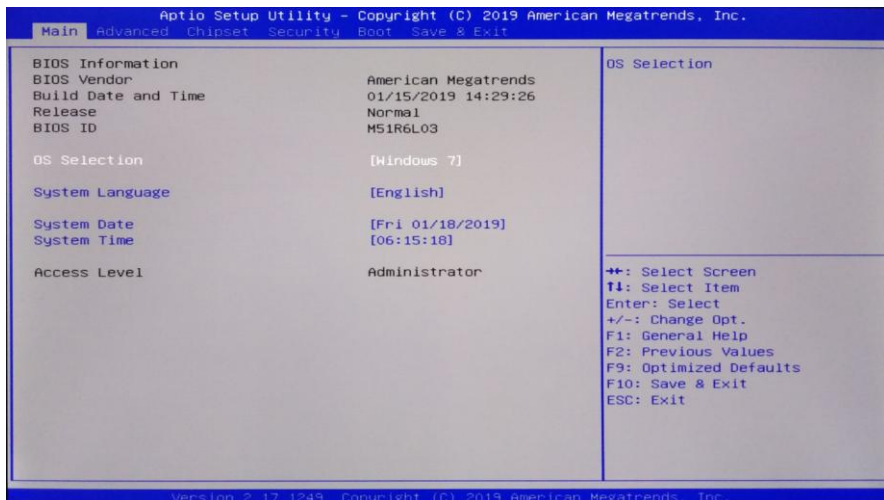 Aptio Setup Utility - Copyright (C) 2019 American Megatrends, Inc.
Main Advanced Chipset Security Boot Save & Exit
BIOS Information
BIOS Vendor American Megatrends
Build Date and Time 01/15/2019 14:29:26
Release Normal
BIOS ID M51R6L03
OS Selection [Windows 7]
System Language [English]
System Date [Fri 01/18/2019]
System Time [06:15:18]
Access Level Administrator
OS Selection
→←: Select Screen
↑↓: Select Item
Enter: Select
+/-: Change Opt.
F1: General Help
F2: Previous Values
F9: Optimized Defaults
F10: Save & Exit
ESC: Exit
Version 2.17.1249. Copyright (C) 2019 American Megatrends, Inc.